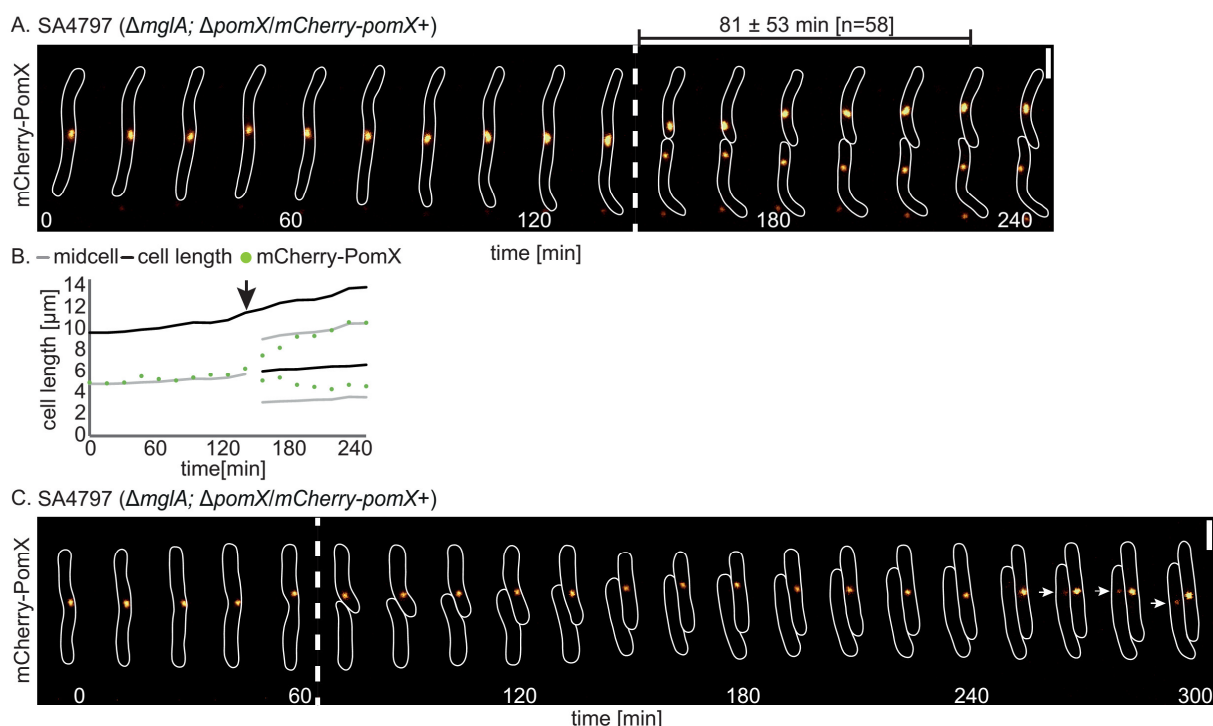 A. SA4797 (ΔmglA; ΔpomX/mCherry-pomX+)
81 ± 53 min [n=58]
mCherry-PomX
0 60 120 180 240
time [min]
B. midcell cell length mCherry-PomX
cell length [µm]
14
12
10
8
6
4
2
0
0 60 120 180 240
time[min]
C. SA4797 (ΔmglA; ΔpomX/mCherry-pomX+)
mCherry-PomX
0 60 120 180 240 300
time [min]